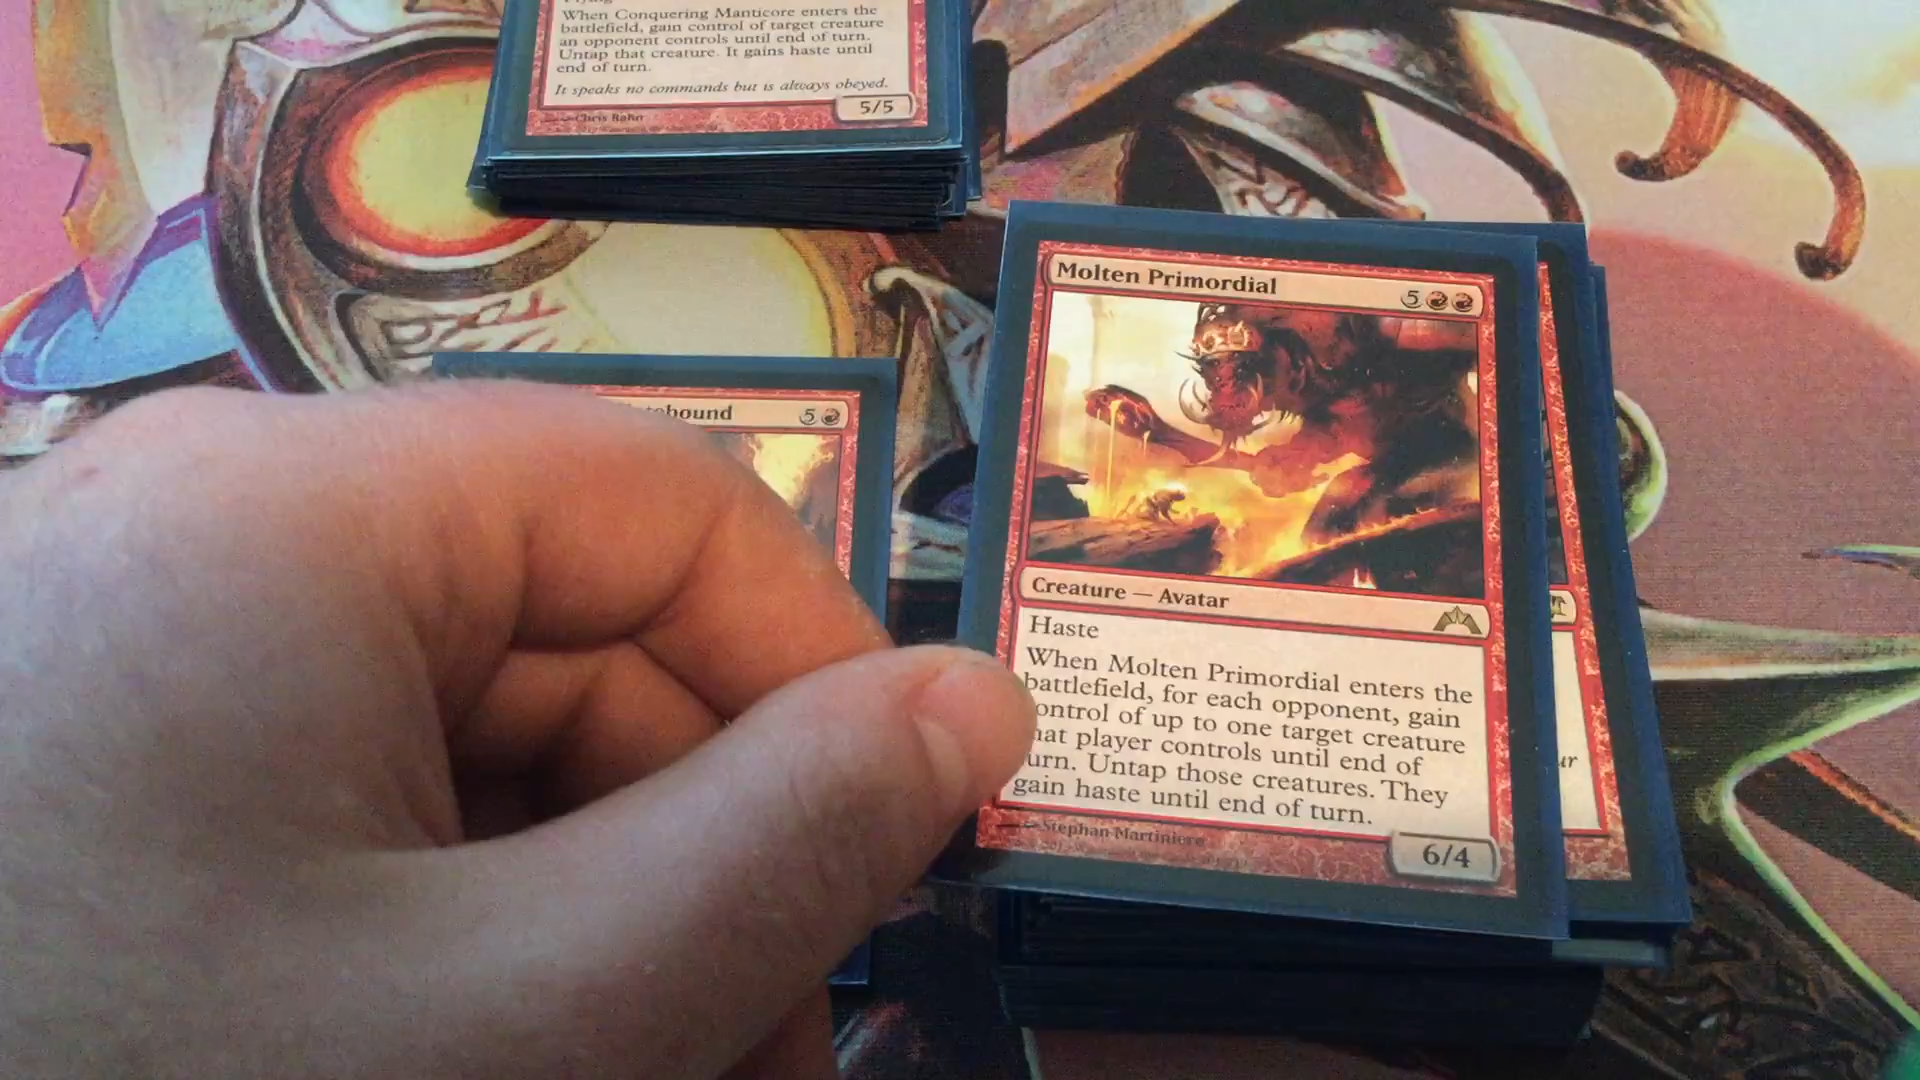 When Conquering Manticore enters the
battlefield, gain control of target creature
an opponent controls until end of turn.
Untap that creature. It gains haste until
end of turn.
It speaks no commands but is always obeyed.
5/5
Chris Rahn
5
Molten Primordial
5
Creature — Avatar
Haste
When Molten Primordial enters the
battlefield, for each opponent, gain
ontrol of up to one target creature
hat player controls until end of
urn. Untap those creatures. They
gain haste until end of turn.
Stephan Martiniere
6/4
ur